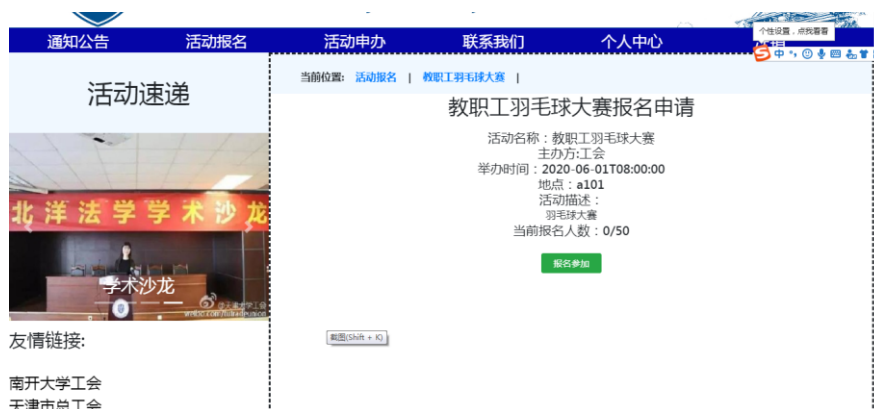 通知公告 活动报名 活动申办 联系我们 个人中心
个性设置，点我看看
中
活动速递
当前位置: 活动报名 | 教职工羽毛球大赛 |
教职工羽毛球大赛报名申请
活动名称：教职工羽毛球大赛
主办方:工会
举办时间：2020-06-01T08:00:00
地点：a101
活动描述：
羽毛球大赛
当前报名人数：0/50
报名参加
北洋法学学术沙龙
学术沙龙
@天津大学工会
截图(Shift + K)
友情链接:
南开大学工会
天津市总工会